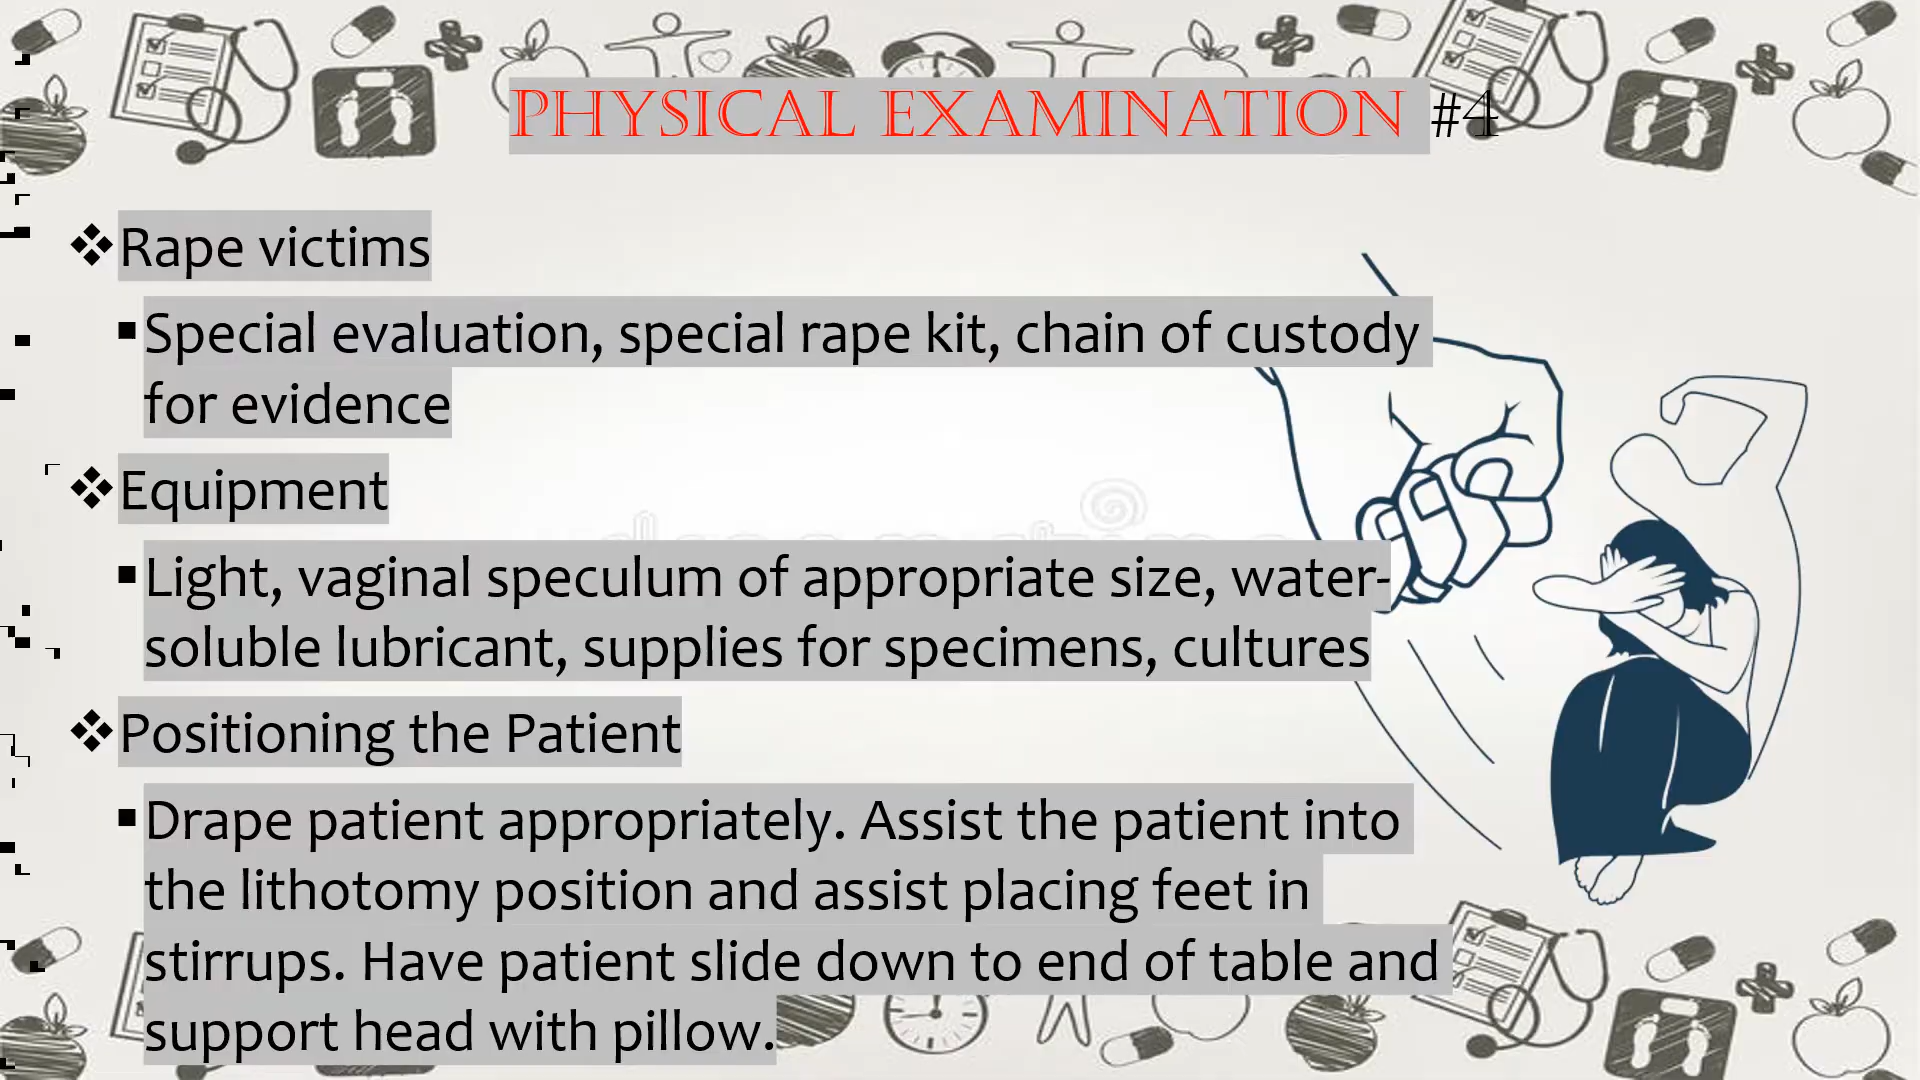 PHYSICAL EXAMINATION #4
❖Rape victims
▪Special evaluation, special rape kit, chain of custody
for evidence
❖Equipment
▪Light, vaginal speculum of appropriate size, water-
soluble lubricant, supplies for specimens, cultures
❖Positioning the Patient
▪Drape patient appropriately. Assist the patient into
the lithotomy position and assist placing feet in
stirrups. Have patient slide down to end of table and
support head with pillow.